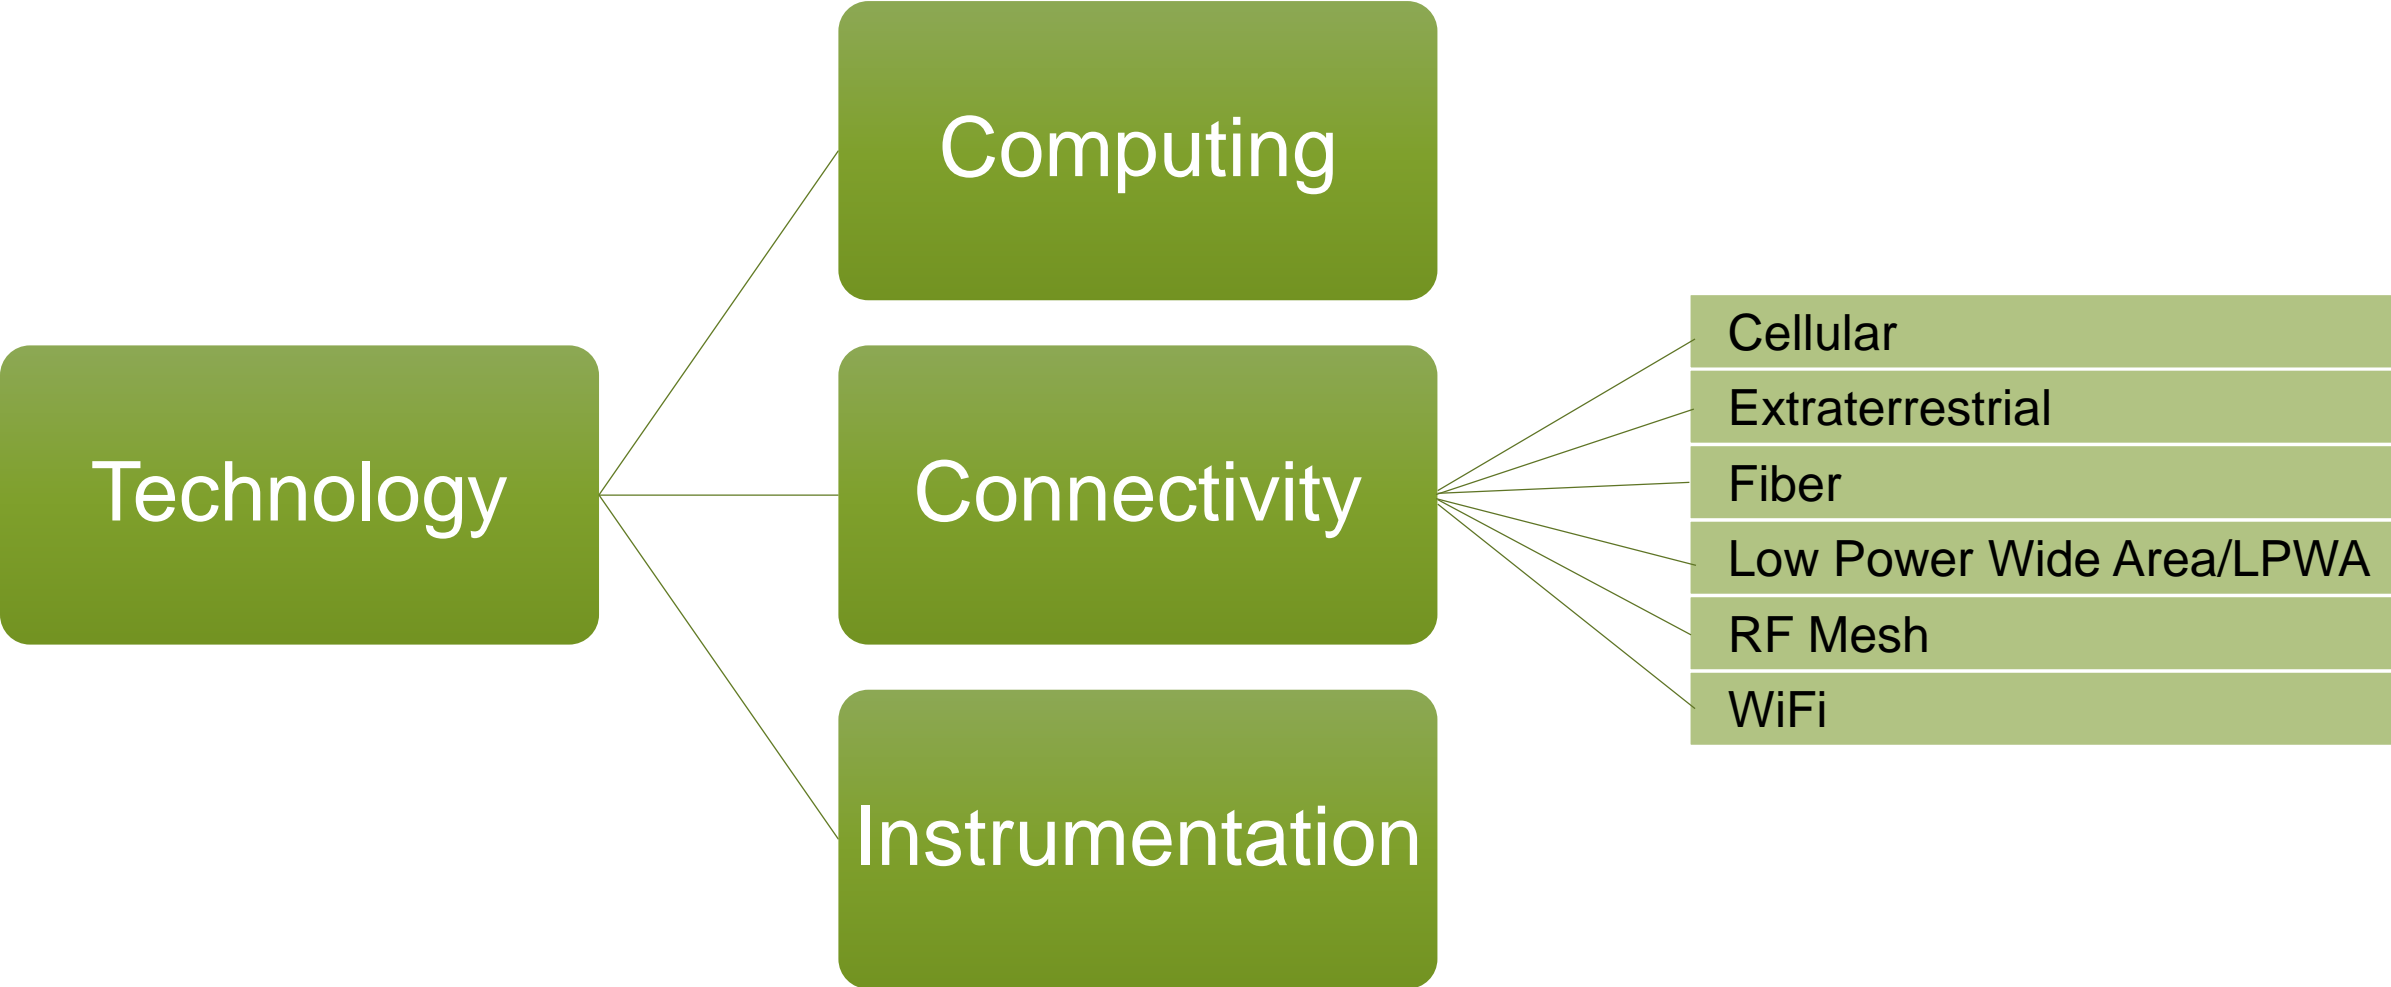 Technology
Computing
Connectivity
Instrumentation
Cellular
Extraterrestrial
Fiber
Low Power Wide Area/LPWA
RF Mesh
WiFi